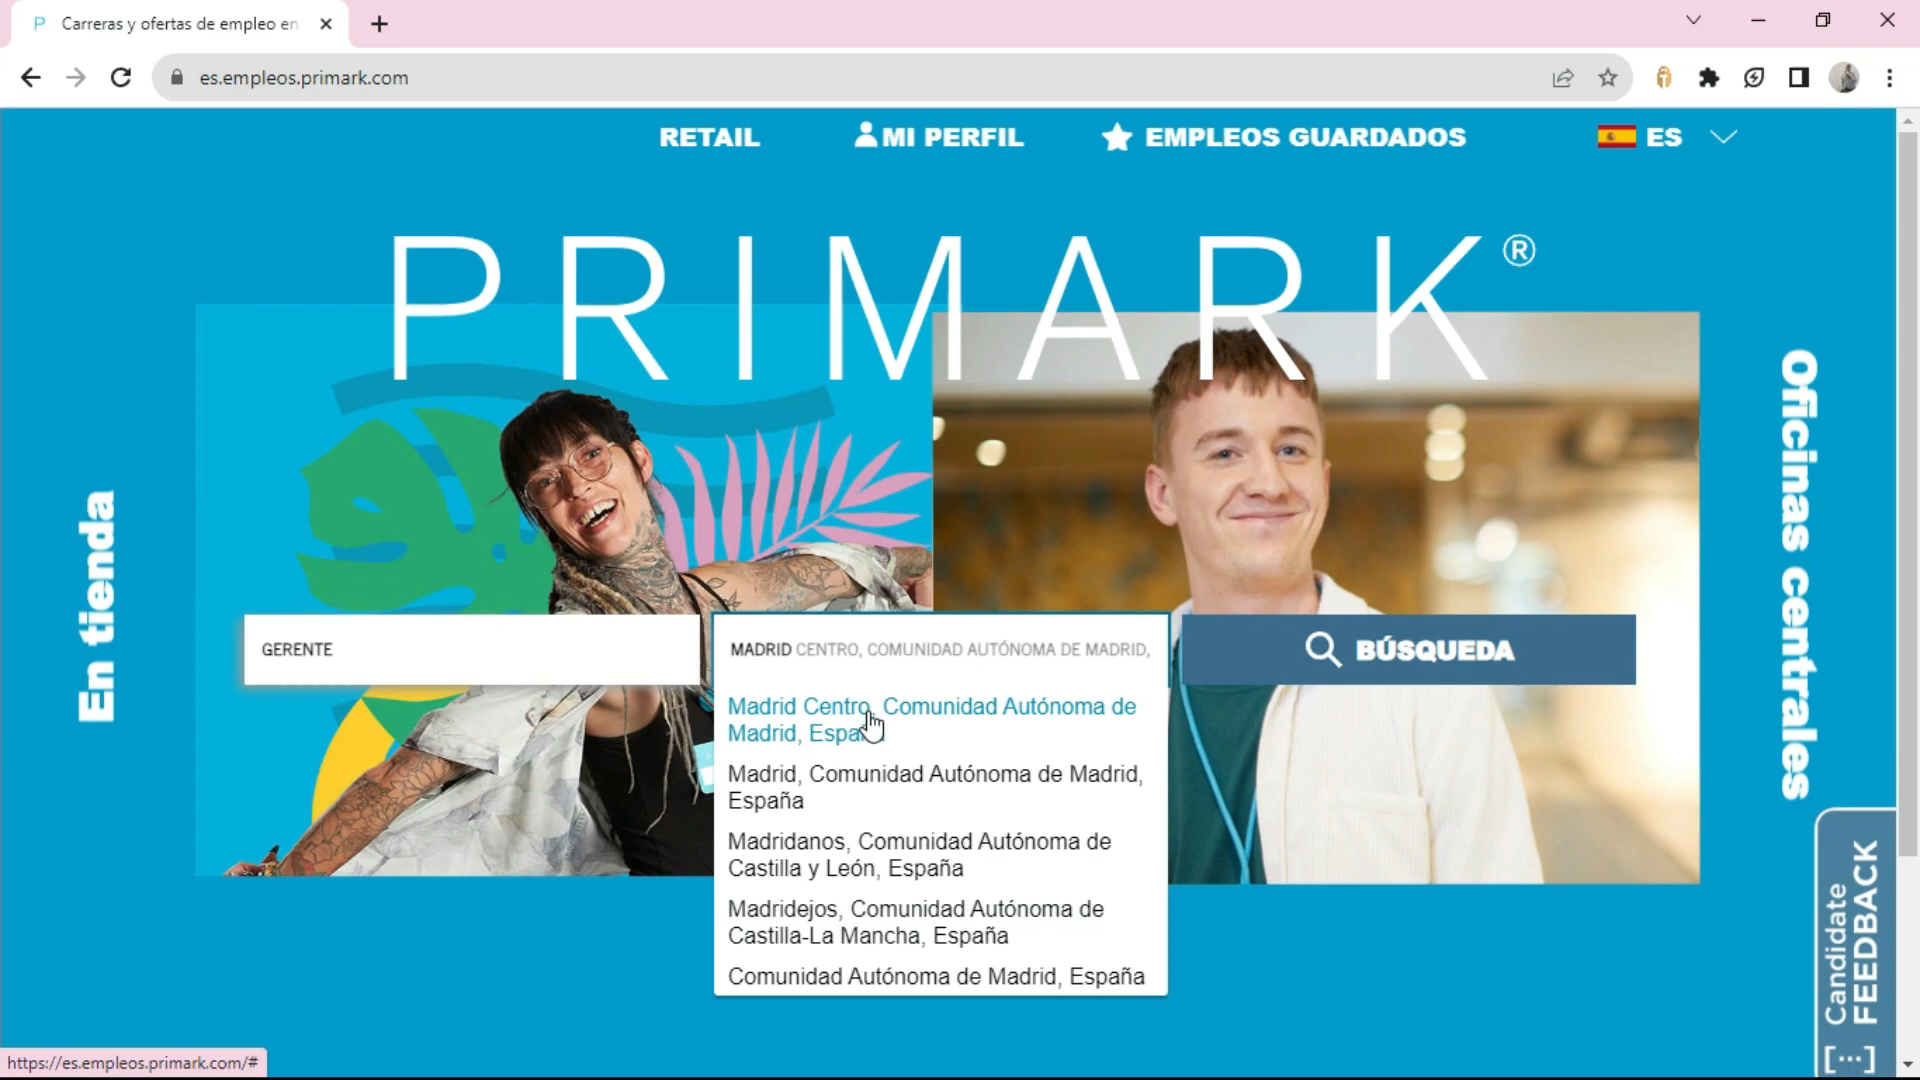 P Carreras y ofertas de empleo en
es.empleos.primark.com
RETAIL MI PERFIL EMPLEOS GUARDADOS ES
PRIMARK®
En tienda
Oficinas centrales
GERENTE
MADRID CENTRO, COMUNIDAD AUTÓNOMA DE MADRID,
BÚSQUEDA
Madrid Centro, Comunidad Autónoma de
Madrid, España
Madrid, Comunidad Autónoma de Madrid,
España
Madridanos, Comunidad Autónoma de
Castilla y León, España
Madridejos, Comunidad Autónoma de
Castilla-La Mancha, España
Comunidad Autónoma de Madrid, España
Candidate
FEEDBACK
[···]
https://es.empleos.primark.com/#